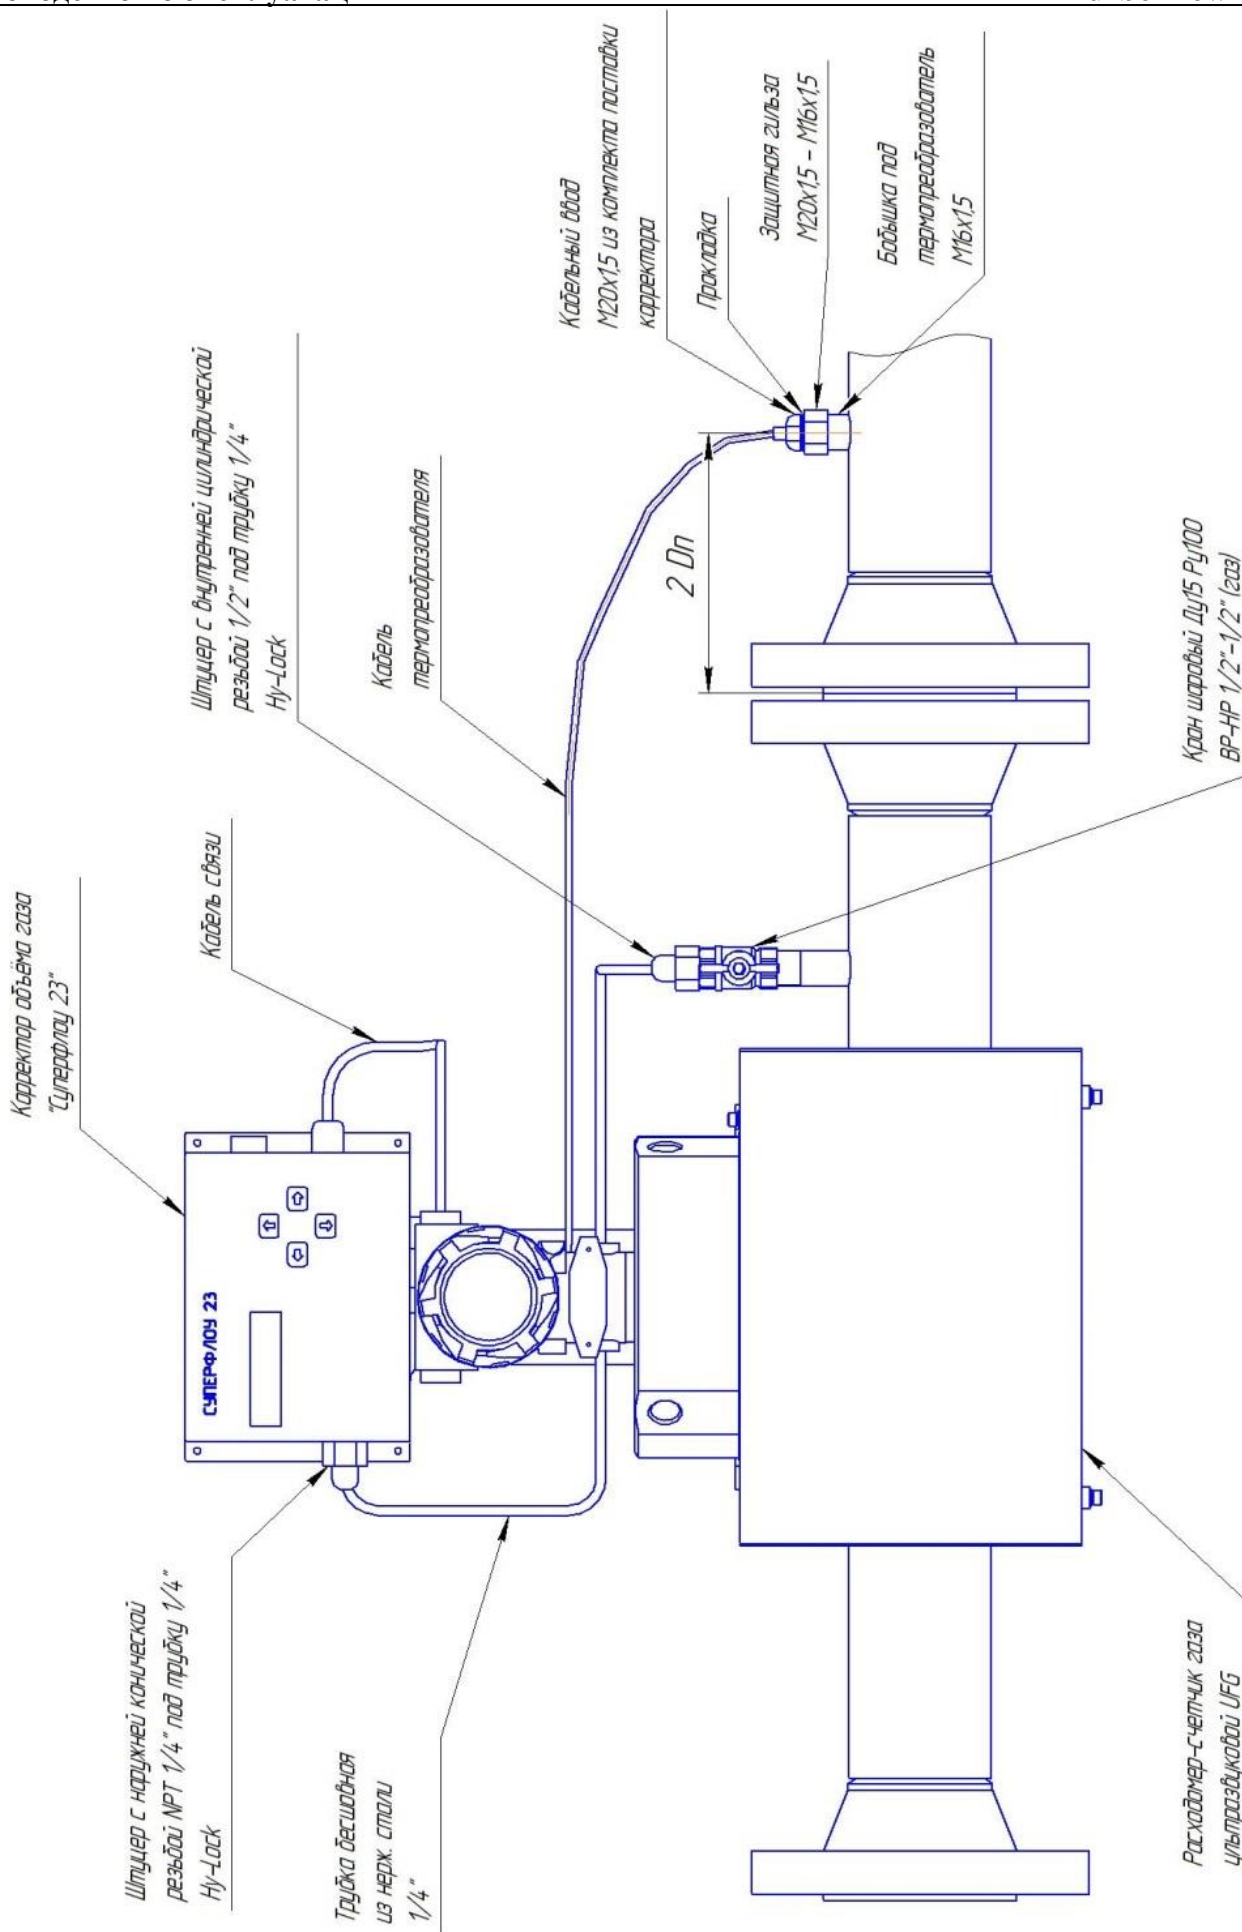 Корректор объёма газа
"Суперфлоу 23"
Кабель связи
Штуцер с внутренней цилиндрической
резьбой 1/2" под трубку 1/4"
Hy-Lock
Кабель
термопреобразователя
Кабельный ввод
М20х1,5 из комплекта поставки
корректора
Прокладка
Защитная гильза
М20х1,5 - М16х1,5
Бобышка под
термопреобразователь
М16х1,5
2 Dn
СУПЕРФЛОУ 23
Штуцер с наружней конической
резьбой NPT 1/4" под трубку 1/4"
Hy-Lock
Трубка бесшовная
из нерж. стали
1/4"
Расходомер-счетчик газа
ультразвуковой UFG
Кран шаровый Ду15 Ру100
ВР-НР 1/2"-1/2" (газ)